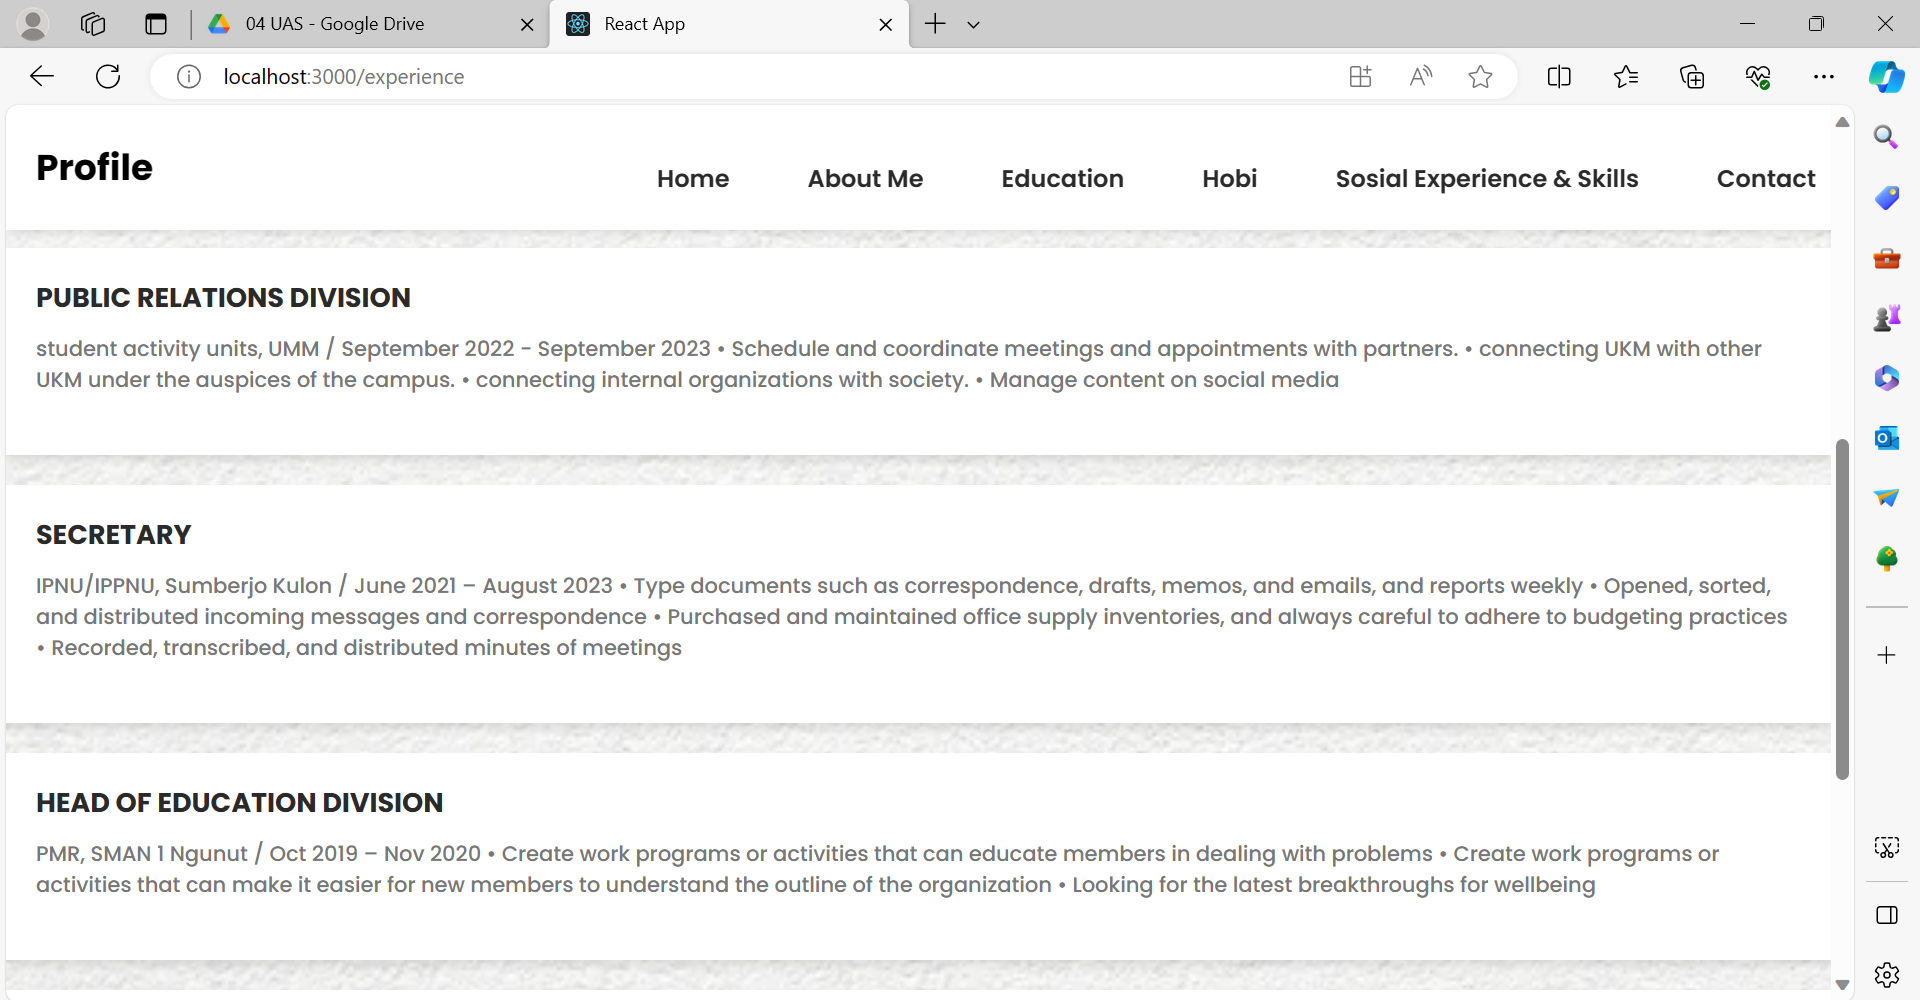 04 UAS - Google Drive
React App
localhost:3000/experience
Profile
Home About Me Education Hobi Sosial Experience & Skills Contact
PUBLIC RELATIONS DIVISION
student activity units, UMM / September 2022 - September 2023 • Schedule and coordinate meetings and appointments with partners. • connecting UKM with other
UKM under the auspices of the campus. • connecting internal organizations with society. • Manage content on social media
SECRETARY
IPNU/IPPNU, Sumberjo Kulon / June 2021 – August 2023 • Type documents such as correspondence, drafts, memos, and emails, and reports weekly • Opened, sorted,
and distributed incoming messages and correspondence • Purchased and maintained office supply inventories, and always careful to adhere to budgeting practices
• Recorded, transcribed, and distributed minutes of meetings
HEAD OF EDUCATION DIVISION
PMR, SMAN 1 Ngunut / Oct 2019 – Nov 2020 • Create work programs or activities that can educate members in dealing with problems • Create work programs or
activities that can make it easier for new members to understand the outline of the organization • Looking for the latest breakthroughs for wellbeing